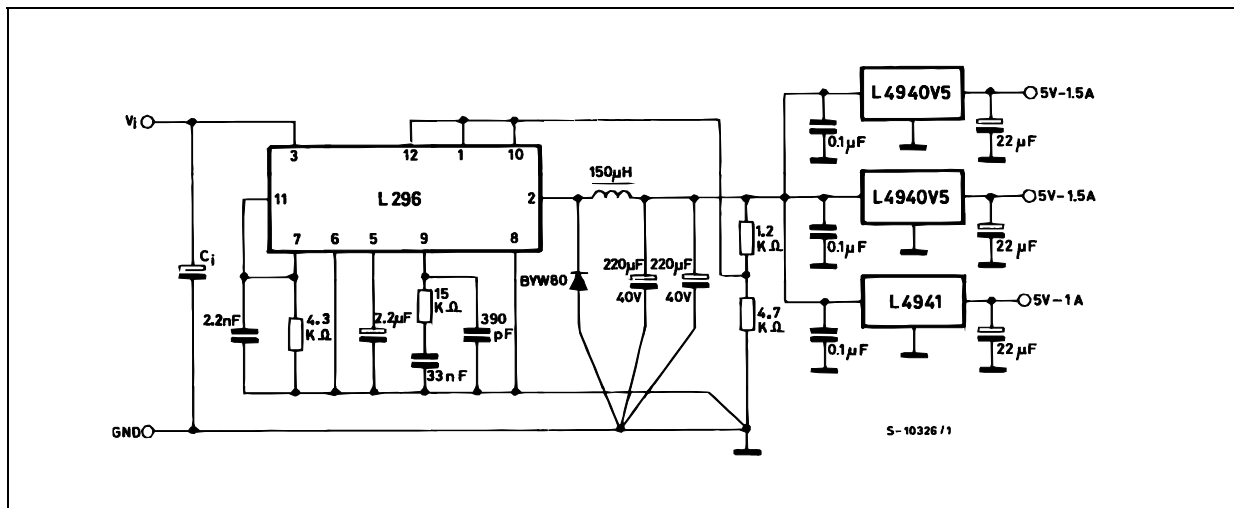 Vi
3
12
1
10
L296
11
2
7
6
5
9
8
Ci
2.2nF
4.3
KΩ
2.2µF
15
KΩ
390
pF
33nF
GND
150µH
BYW80
220µF
40V
220µF
40V
1.2
KΩ
4.7
KΩ
L4940V5
5V-1.5A
0.1µF
22µF
L4940V5
5V-1.5A
0.1µF
22µF
L4941
5V-1A
0.1µF
22µF
S-10326/1